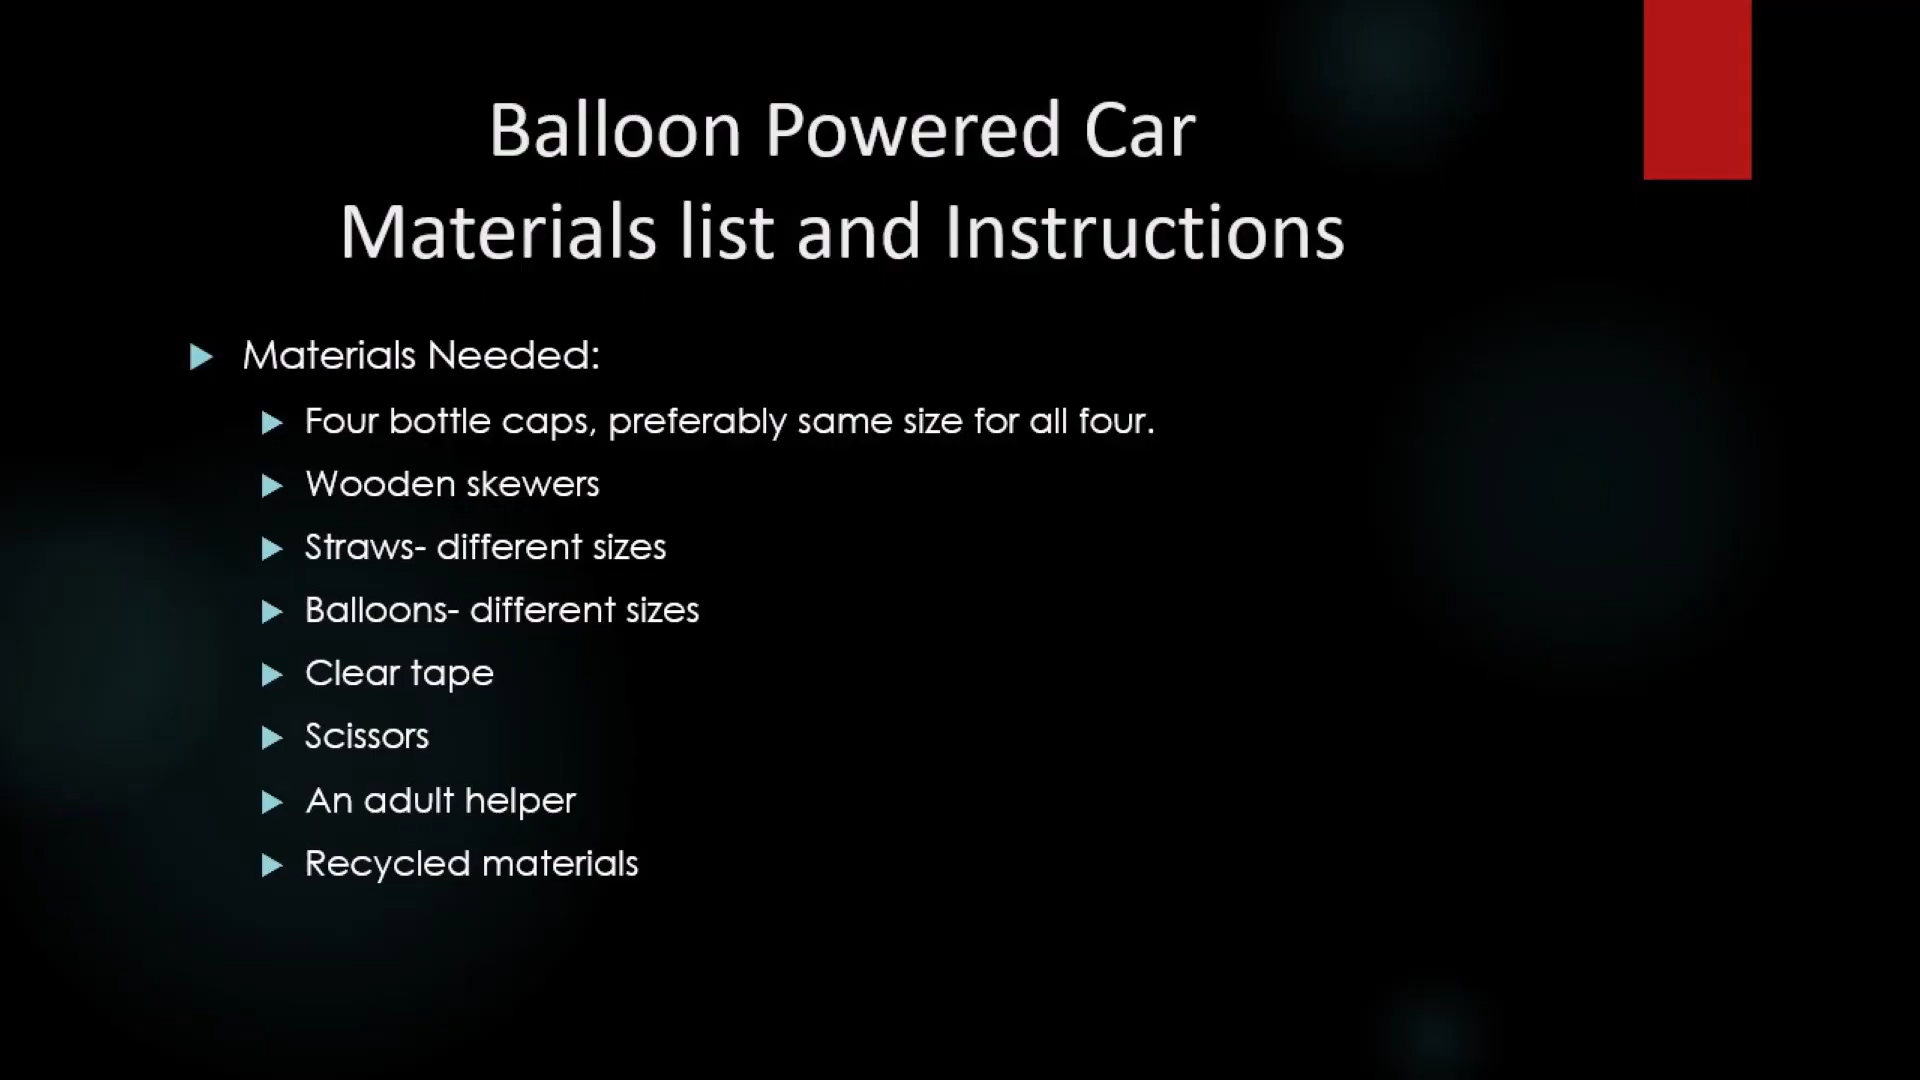 Balloon Powered Car
Materials list and Instructions
Materials Needed:
Four bottle caps, preferably same size for all four.
Wooden skewers
Straws- different sizes
Balloons- different sizes
Clear tape
Scissors
An adult helper
Recycled materials